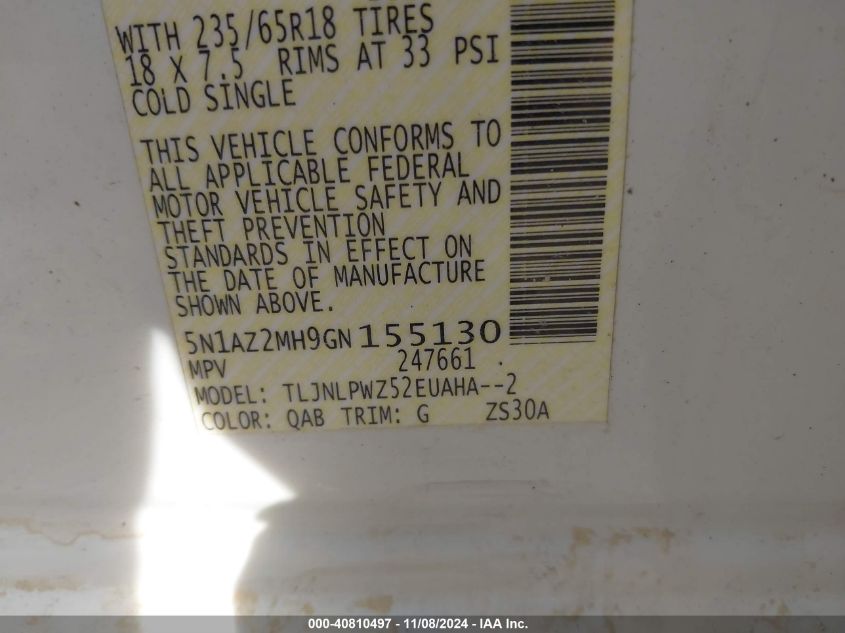 WITH 235/65R18 TIRES
18 X 7.5 RIMS AT 33 PSI
COLD SINGLE
THIS VEHICLE CONFORMS TO
ALL APPLICABLE FEDERAL
MOTOR VEHICLE SAFETY AND
THEFT PREVENTION
STANDARDS IN EFFECT ON
THE DATE OF MANUFACTURE
SHOWN ABOVE.
5N1AZ2MH9GN155130
MPV 247661 .
MODEL: TLJNLPWZ52EUAHA--2
COLOR: QAB TRIM: G ZS30A
000-40810497 - 11/08/2024 - IAA Inc.